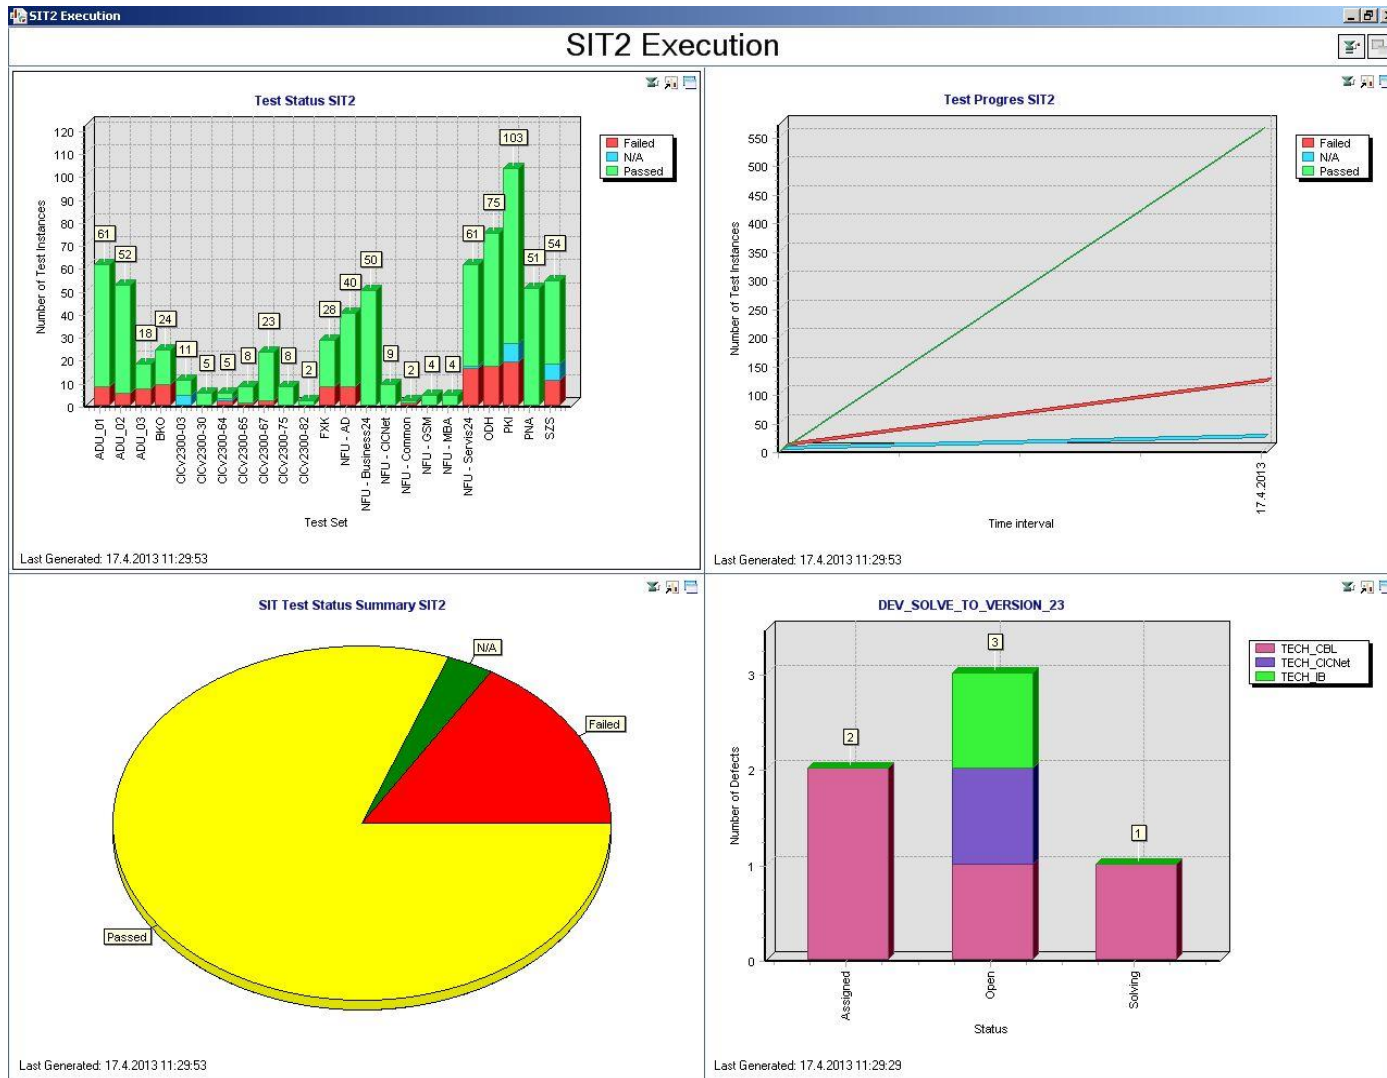 SIT2 Execution
SIT2 Execution
Test Status SIT2
120
110
100
90
80
70
60
50
40
30
20
10
0
Number of Test Instances
61
52
18
24
11
5
5
8
23
8
2
28
40
50
9
2
4
4
61
75
103
51
54
Failed
N/A
Passed
ADU_01
ADU_02
ADU_03
BKO
CICv2300-03
CICv2300-30
CICv2300-64
CICv2300-65
CICv2300-67
CICv2300-75
CICv2300-82
FXK
NFU - AD
NFU - Business24
NFU - CICNet
NFU - Common
NFU - GSM
NFU - MBA
NFU - Servis24
ODH
PKI
PNA
SZS
Test Set
Last Generated: 17.4.2013 11:29:53
Test Progres SIT2
550
500
450
400
350
300
250
200
150
100
50
0
Number of Test Instances
Failed
N/A
Passed
17.4.2013
Time interval
Last Generated: 17.4.2013 11:29:53
SIT Test Status Summary SIT2
N/A
Failed
Passed
Last Generated: 17.4.2013 11:29:53
DEV_SOLVE_TO_VERSION_23
3
2
1
0
Number of Defects
2
3
1
TECH_CBL
TECH_CICNet
TECH_IB
Assigned
Open
Solving
Status
Last Generated: 17.4.2013 11:29:29